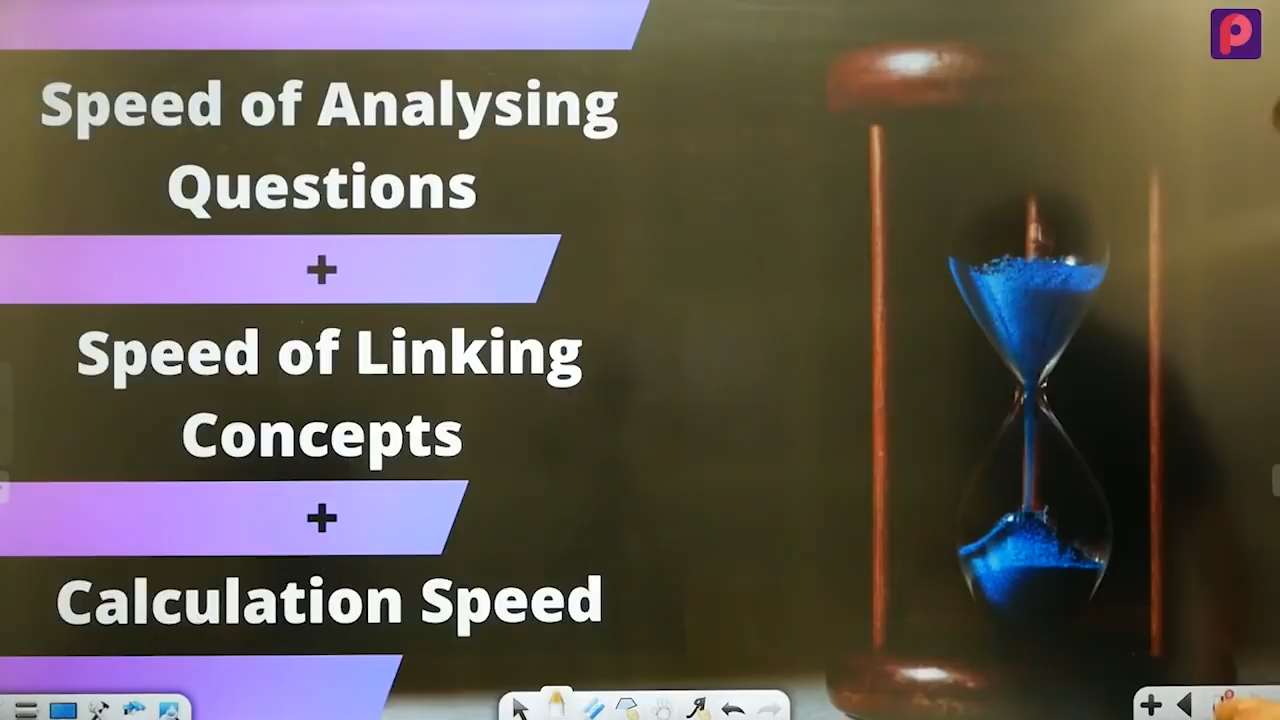 Speed of Analysing
Questions
+
Speed of Linking
Concepts
+
Calculation Speed